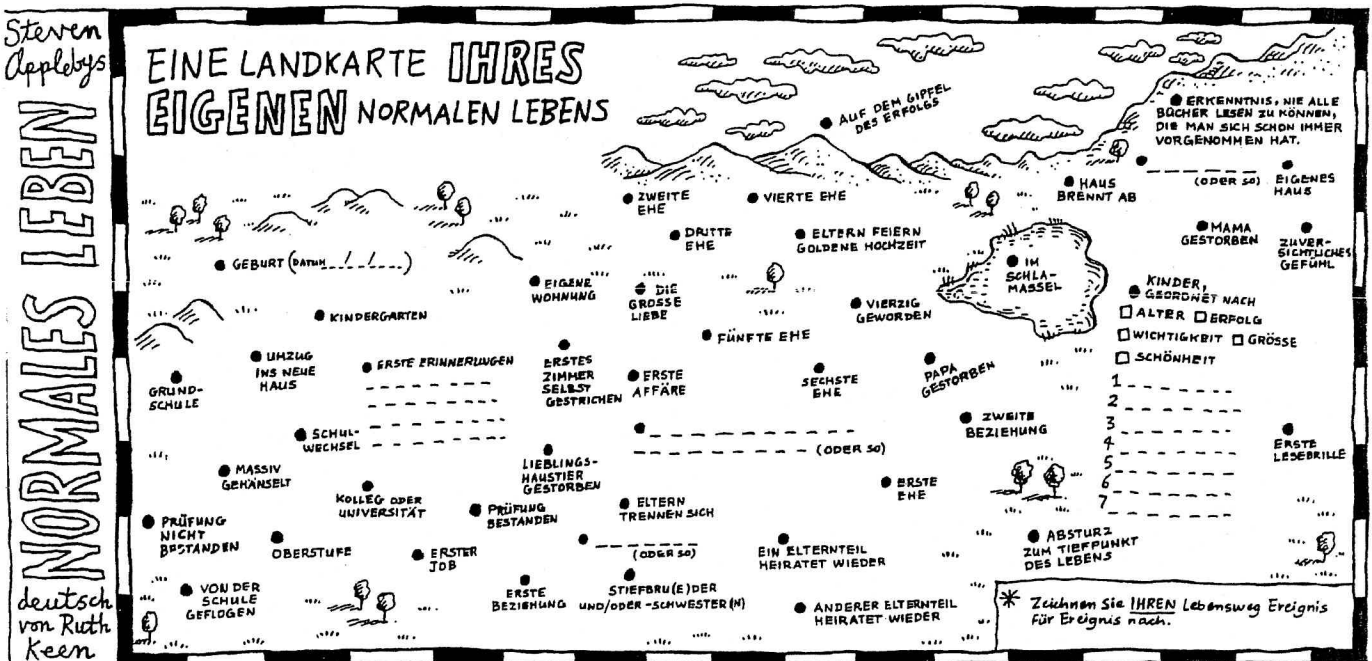 Steven
Applebys
NORMALES LEBEN
deutsch
von Ruth
Keen
EINE LANDKARTE IHRES
EIGENEN NORMALEN LEBENS
AUF DEM GIPFEL
DES ERFOLGS
ERKENNTNIS, NIE ALLE
BÜCHER LESEN ZU KÖNNEN,
DIE MAN SICH SCHON IMMER
VORGENOMMEN HAT.
(ODER SO)
EIGENES
HAUS
HAUS
BRENNT AB
ZWEITE
EHE
VIERTE EHE
DRITTE
EHE
ELTERN FEIERN
GOLDENE HOCHZEIT
MAMA
GESTORBEN
ZUVER-
SICHTLICHES
GEFÜHL
GEBURT (DATUM _ / _ / _)
EIGENE
WOHNUNG
DIE
GROSSE
LIEBE
VIERZIG
GEWORDEN
IM
SCHLA-
MASSEL
KINDER,
GEORDNET NACH
ALTER ERFOLG
WICHTIGKEIT GRÖSSE
SCHÖNHEIT
1
2
3
4
5
6
7
KINDERGARTEN
FÜNFTE EHE
UMZUG
INS NEUE
HAUS
ERSTE ERINNERUNGEN
ERSTES
ZIMMER
SELBST
GESTRICHEN
ERSTE
AFFÄRE
SECHSTE
EHE
PAPA
GESTORBEN
GRUND-
SCHULE
SCHUL-
WECHSEL
(ODER SO)
ZWEITE
BEZIEHUNG
ERSTE
LESEBRILLE
MASSIV
GEHÄNSELT
KOLLEG ODER
UNIVERSITÄT
LIEBLINGS-
HAUSTIER
GESTORBEN
ERSTE
EHE
PRÜFUNG
NICHT
BESTANDEN
PRÜFUNG
BESTANDEN
ELTERN
TRENNEN SICH
OBERSTUFE
ERSTER
JOB
(ODER SO)
EIN ELTERNTEIL
HEIRATET WIEDER
ABSTURZ
ZUM TIEFPUNKT
DES LEBENS
VON DER
SCHULE
GEFLOGEN
ERSTE
BEZIEHUNG
STIEFBRU(E)DER
UND/ODER -SCHWESTER(N)
ANDERER ELTERNTEIL
HEIRATET WIEDER
* Zeichnen Sie IHREN Lebensweg Ereignis
für Ereignis nach.